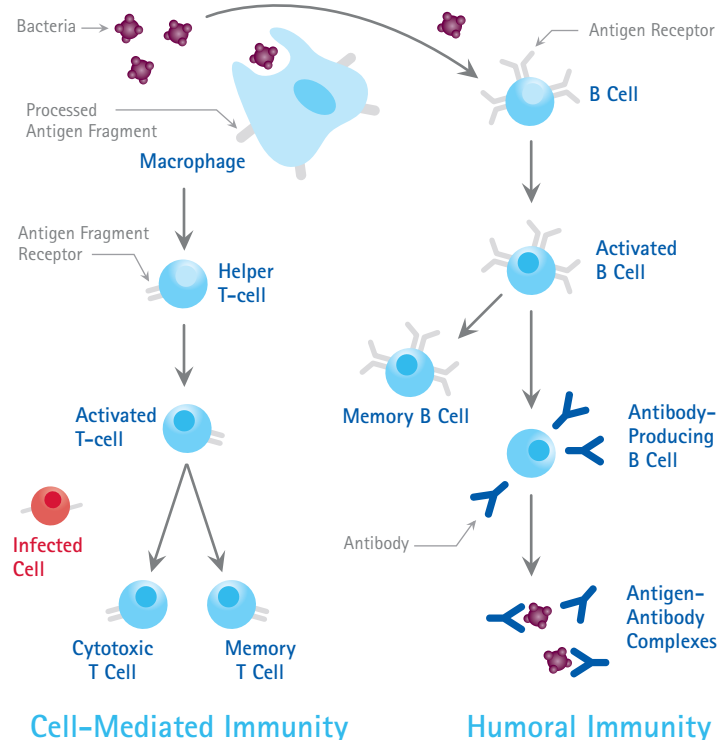 Bacteria
Antigen Receptor
B Cell
Processed
Antigen Fragment
Macrophage
Antigen Fragment
Receptor
Helper
T-cell
Activated
B Cell
Memory B Cell
Activated
T-cell
Antibody-
Producing
B Cell
Infected
Cell
Antibody
Cytotoxic
T Cell
Memory
T Cell
Antigen-
Antibody
Complexes
Cell-Mediated Immunity
Humoral Immunity